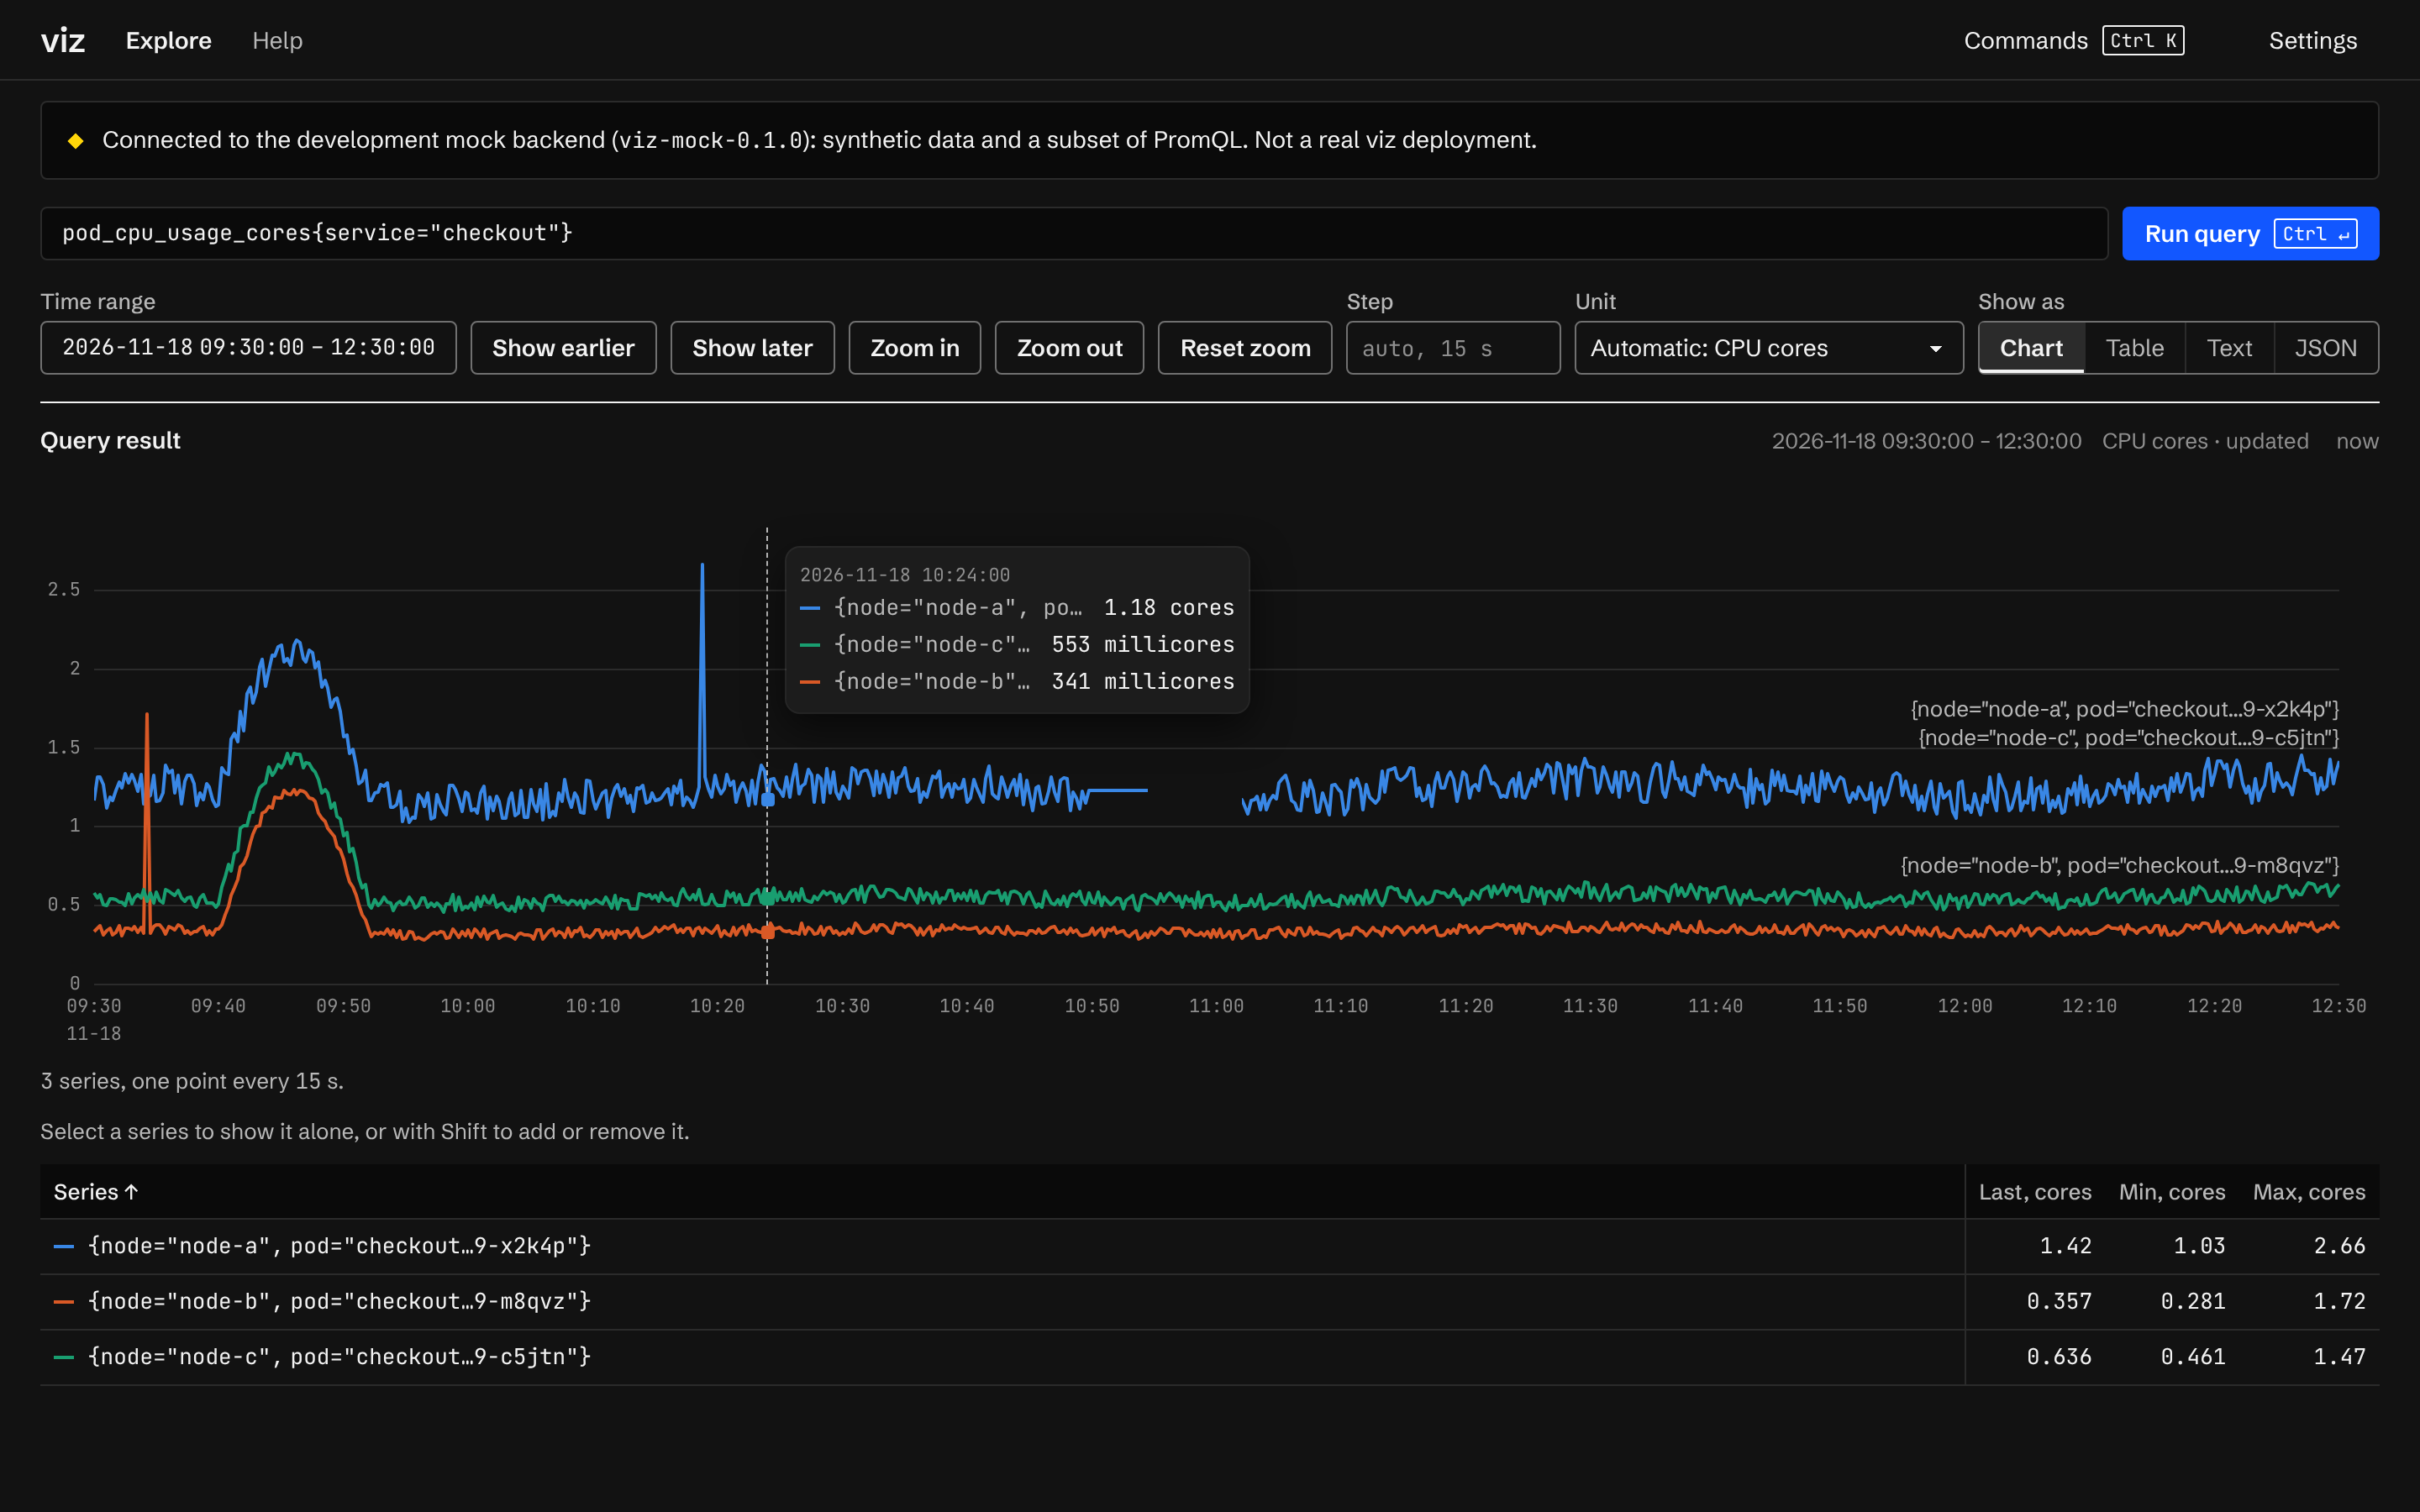 viz Explore Help Commands Ctrl K Settings
Connected to the development mock backend (viz-mock-0.1.0): synthetic data and a subset of PromQL. Not a real viz deployment.
pod_cpu_usage_cores{service="checkout"} Run query Ctrl ↵
Time range Step Unit Show as
2026-11-18 09:30:00 – 12:30:00 Show earlier Show later Zoom in Zoom out Reset zoom auto, 15 s Automatic: CPU cores Chart Table Text JSON
Query result 2026-11-18 09:30:00 – 12:30:00 CPU cores · updated now
2026-11-18 10:24:00
{node="node-a", po… 1.18 cores
{node="node-c"… 553 millicores
{node="node-b"… 341 millicores
2.5
2
1.5
1
0.5
0
{node="node-a", pod="checkout…9-x2k4p"}
{node="node-c", pod="checkout…9-c5jtn"}
{node="node-b", pod="checkout…9-m8qvz"}
09:30 09:40 09:50 10:00 10:10 10:20 10:30 10:40 10:50 11:00 11:10 11:20 11:30 11:40 11:50 12:00 12:10 12:20 12:30
11-18
3 series, one point every 15 s.
Select a series to show it alone, or with Shift to add or remove it.
Series ↑ Last, cores Min, cores Max, cores
{node="node-a", pod="checkout…9-x2k4p"} 1.42 1.03 2.66
{node="node-b", pod="checkout…9-m8qvz"} 0.357 0.281 1.72
{node="node-c", pod="checkout…9-c5jtn"} 0.636 0.461 1.47